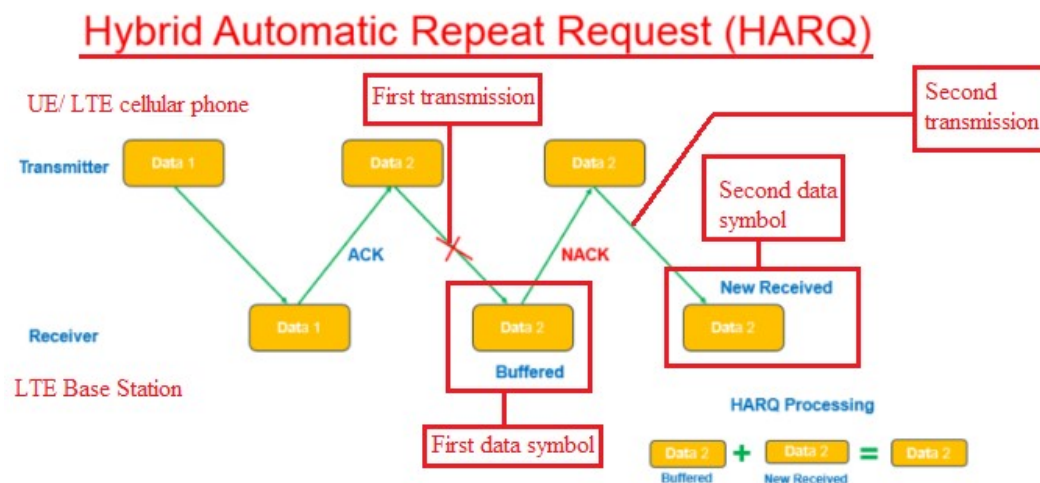 Hybrid Automatic Repeat Request (HARQ)
UE/ LTE cellular phone
First transmission
Second
transmission
Transmitter
Data 1
Data 2
Data 2
Second data
symbol
ACK
NACK
New Received
Receiver
Data 1
Data 2
Data 2
Buffered
LTE Base Station
First data symbol
HARQ Processing
Data 2 + Data 2 = Data 2
Buffered New Received